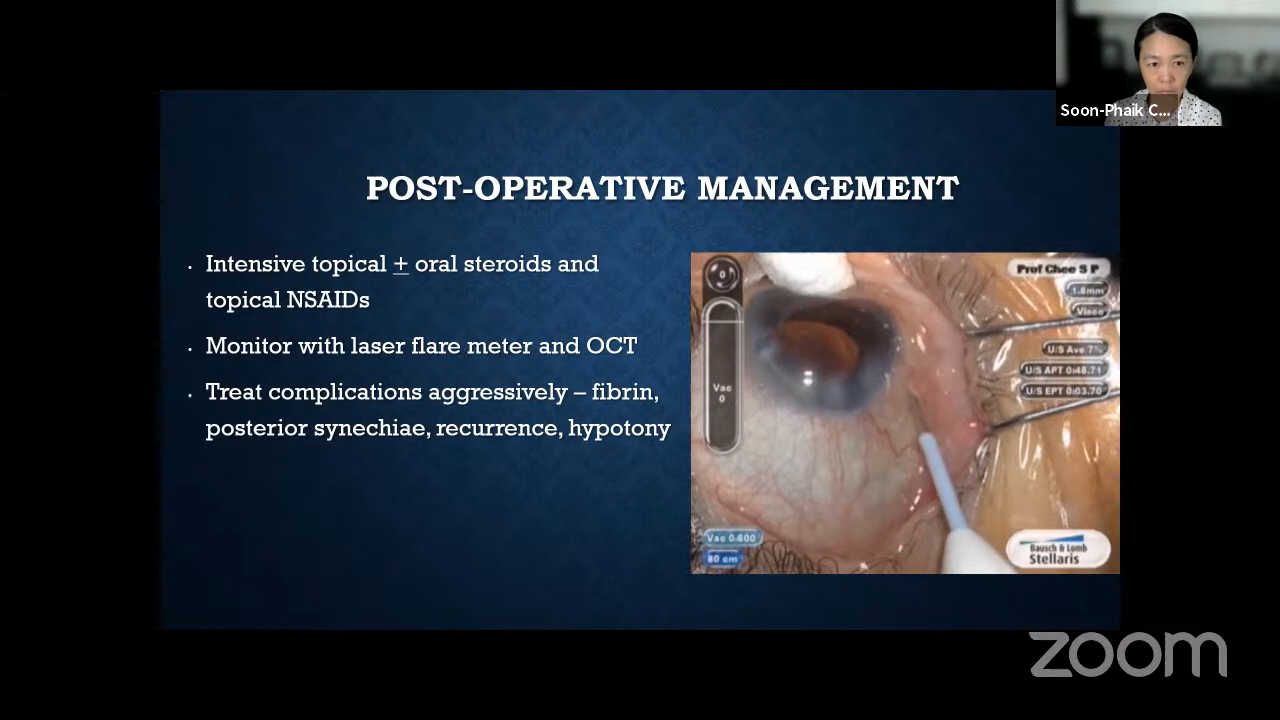 Soon-Phaik C...
POST-OPERATIVE MANAGEMENT
· Intensive topical ± oral steroids and
topical NSAIDs
· Monitor with laser flare meter and OCT
· Treat complications aggressively – fibrin,
posterior synechiae, recurrence, hypotony
0
Vac
0
Prof Chee S P
1.8mm
Visco
U/S Ave 7%
U/S APT 0:48.71
U/S EPT 0:03.70
Vac 0-600
80 cm
Bausch & Lomb
Stellaris
zoom